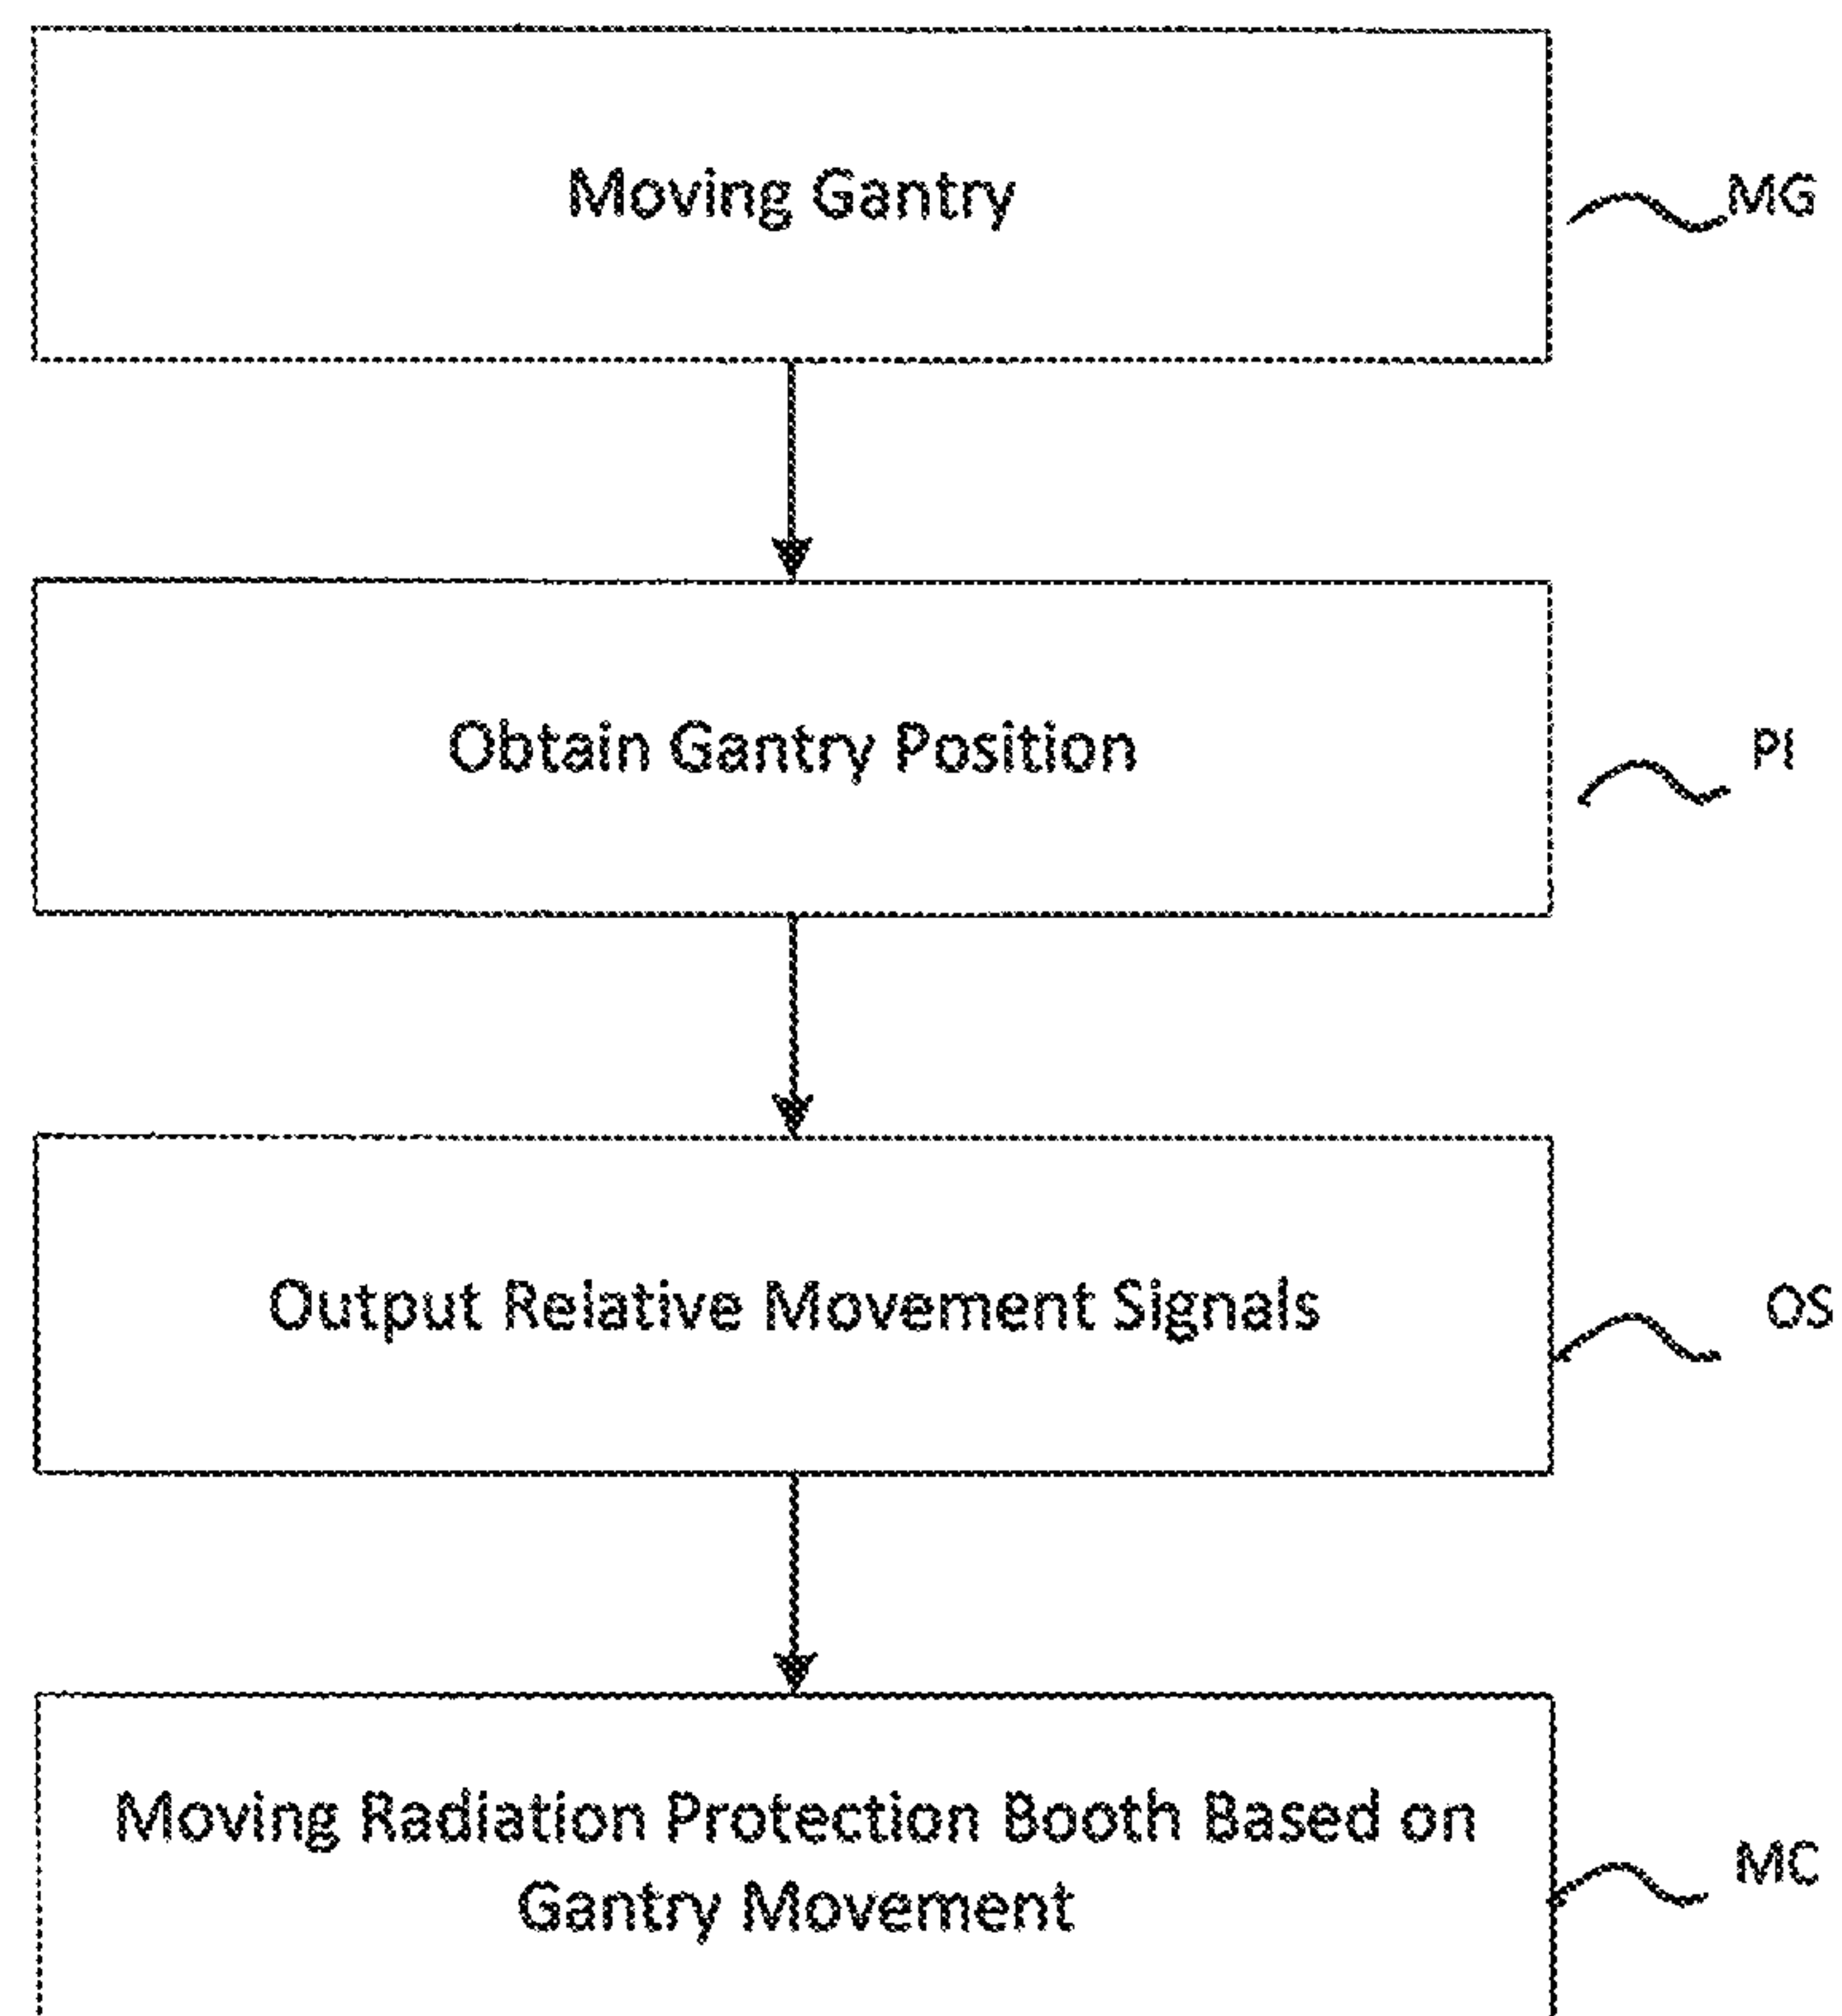 Moving Gantry
MG
Obtain Gantry Position
PI
Output Relative Movement Signals
OS
Moving Radiation Protection Booth Based on
Gantry Movement
MC